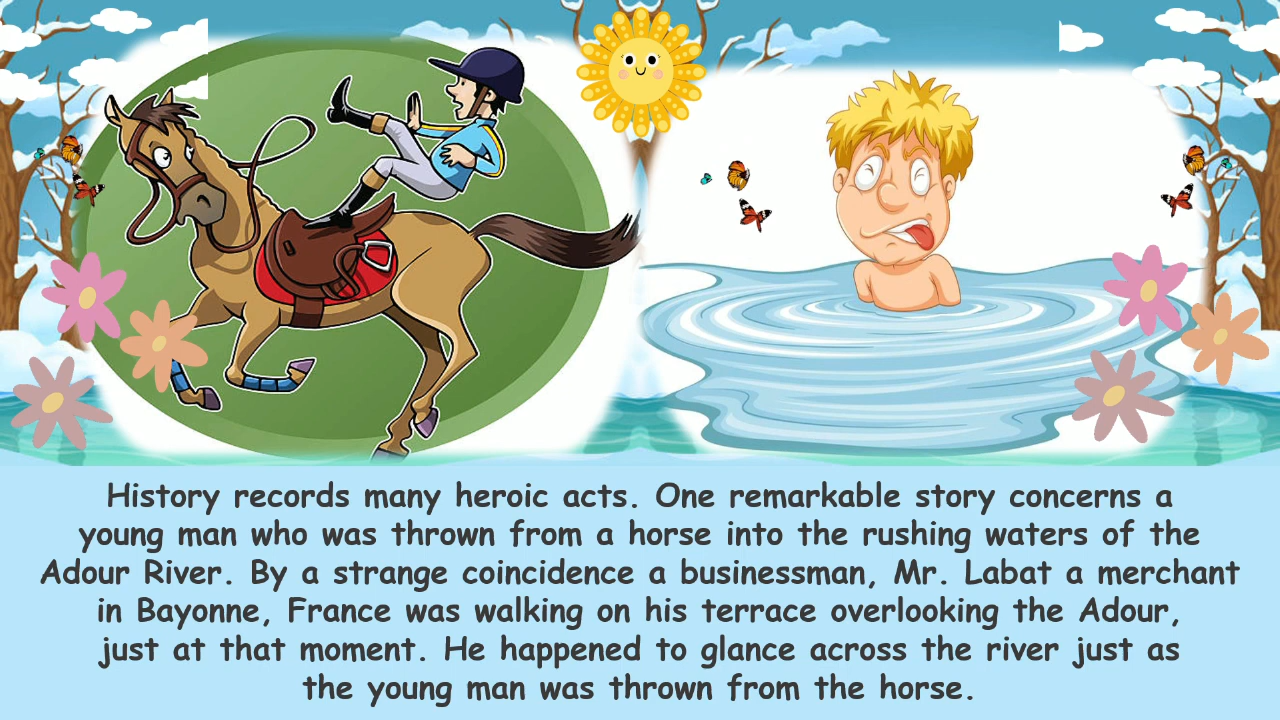 History records many heroic acts. One remarkable story concerns a
young man who was thrown from a horse into the rushing waters of the
Adour River. By a strange coincidence a businessman, Mr. Labat a merchant
in Bayonne, France was walking on his terrace overlooking the Adour,
just at that moment. He happened to glance across the river just as
the young man was thrown from the horse.